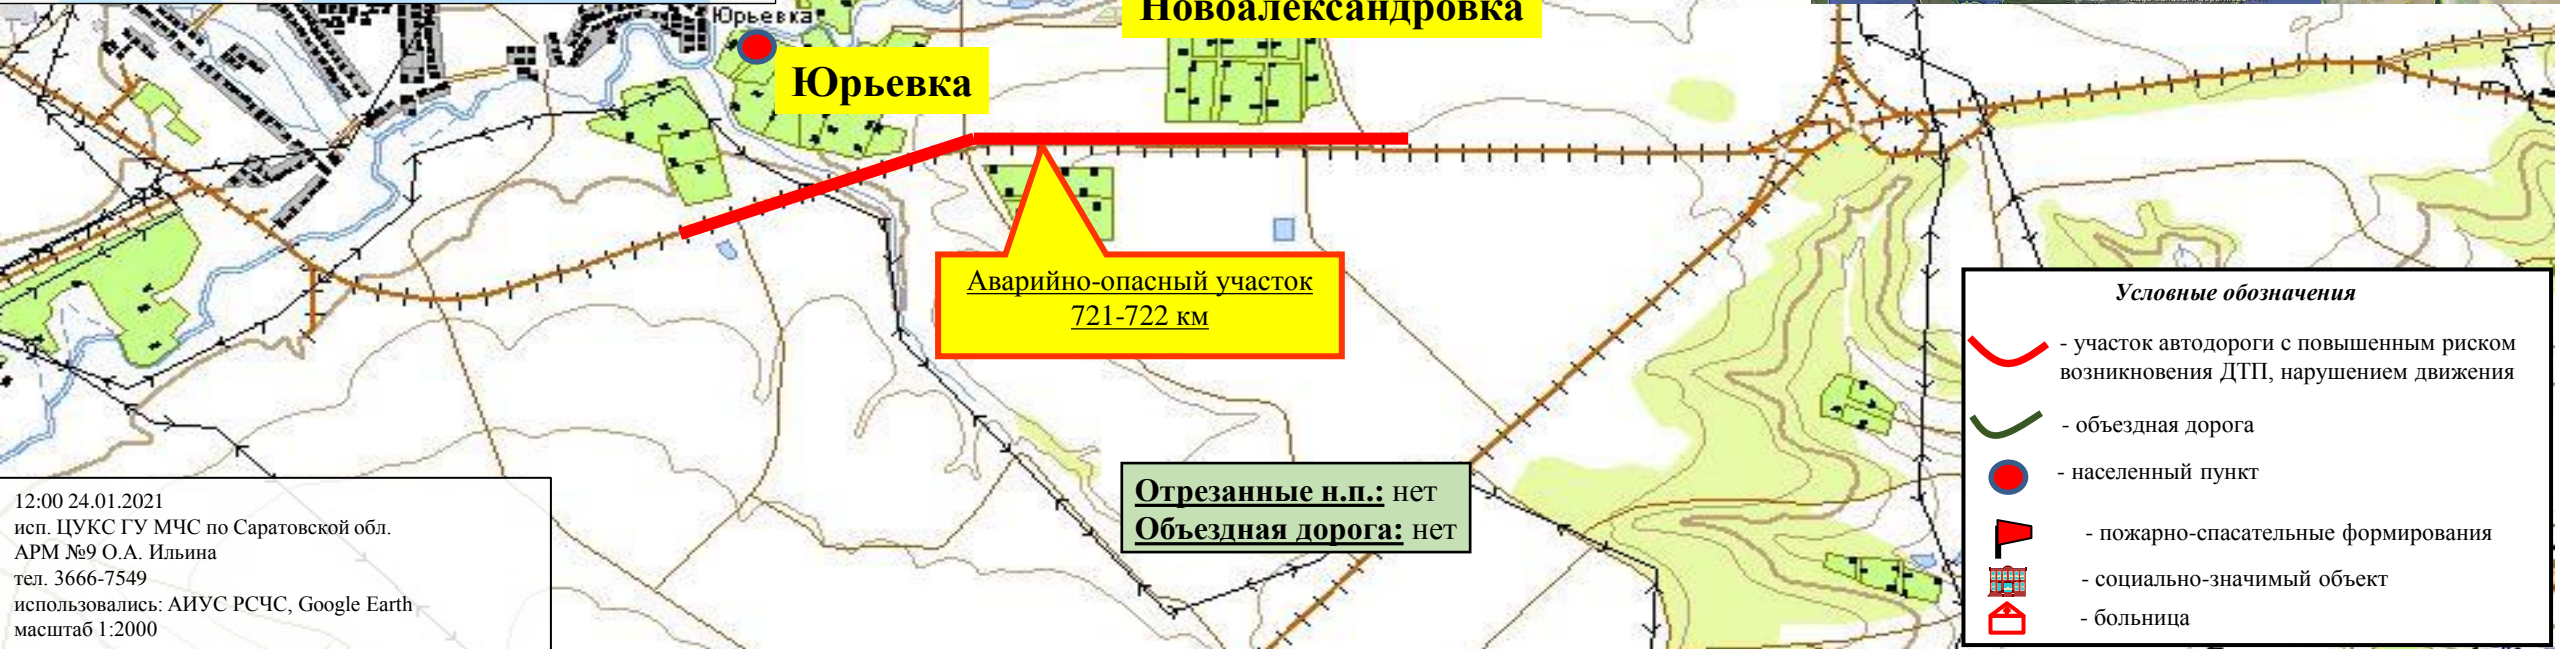 Новоалександровка
Юрьевка
Юрьевка
Аварийно-опасный участок
721-722 км
Условные обозначения
- участок автодороги с повышенным риском
возникновения ДТП, нарушением движения
- объездная дорога
- населенный пункт
- пожарно-спасательные формирования
- социально-значимый объект
- больница
Отрезанные н.п.: нет
Объездная дорога: нет
12:00 24.01.2021
исп. ЦУКС ГУ МЧС по Саратовской обл.
АРМ №9 О.А. Ильина
тел. 3666-7549
использовались: АИУС РСЧС, Google Earth
масштаб 1:2000